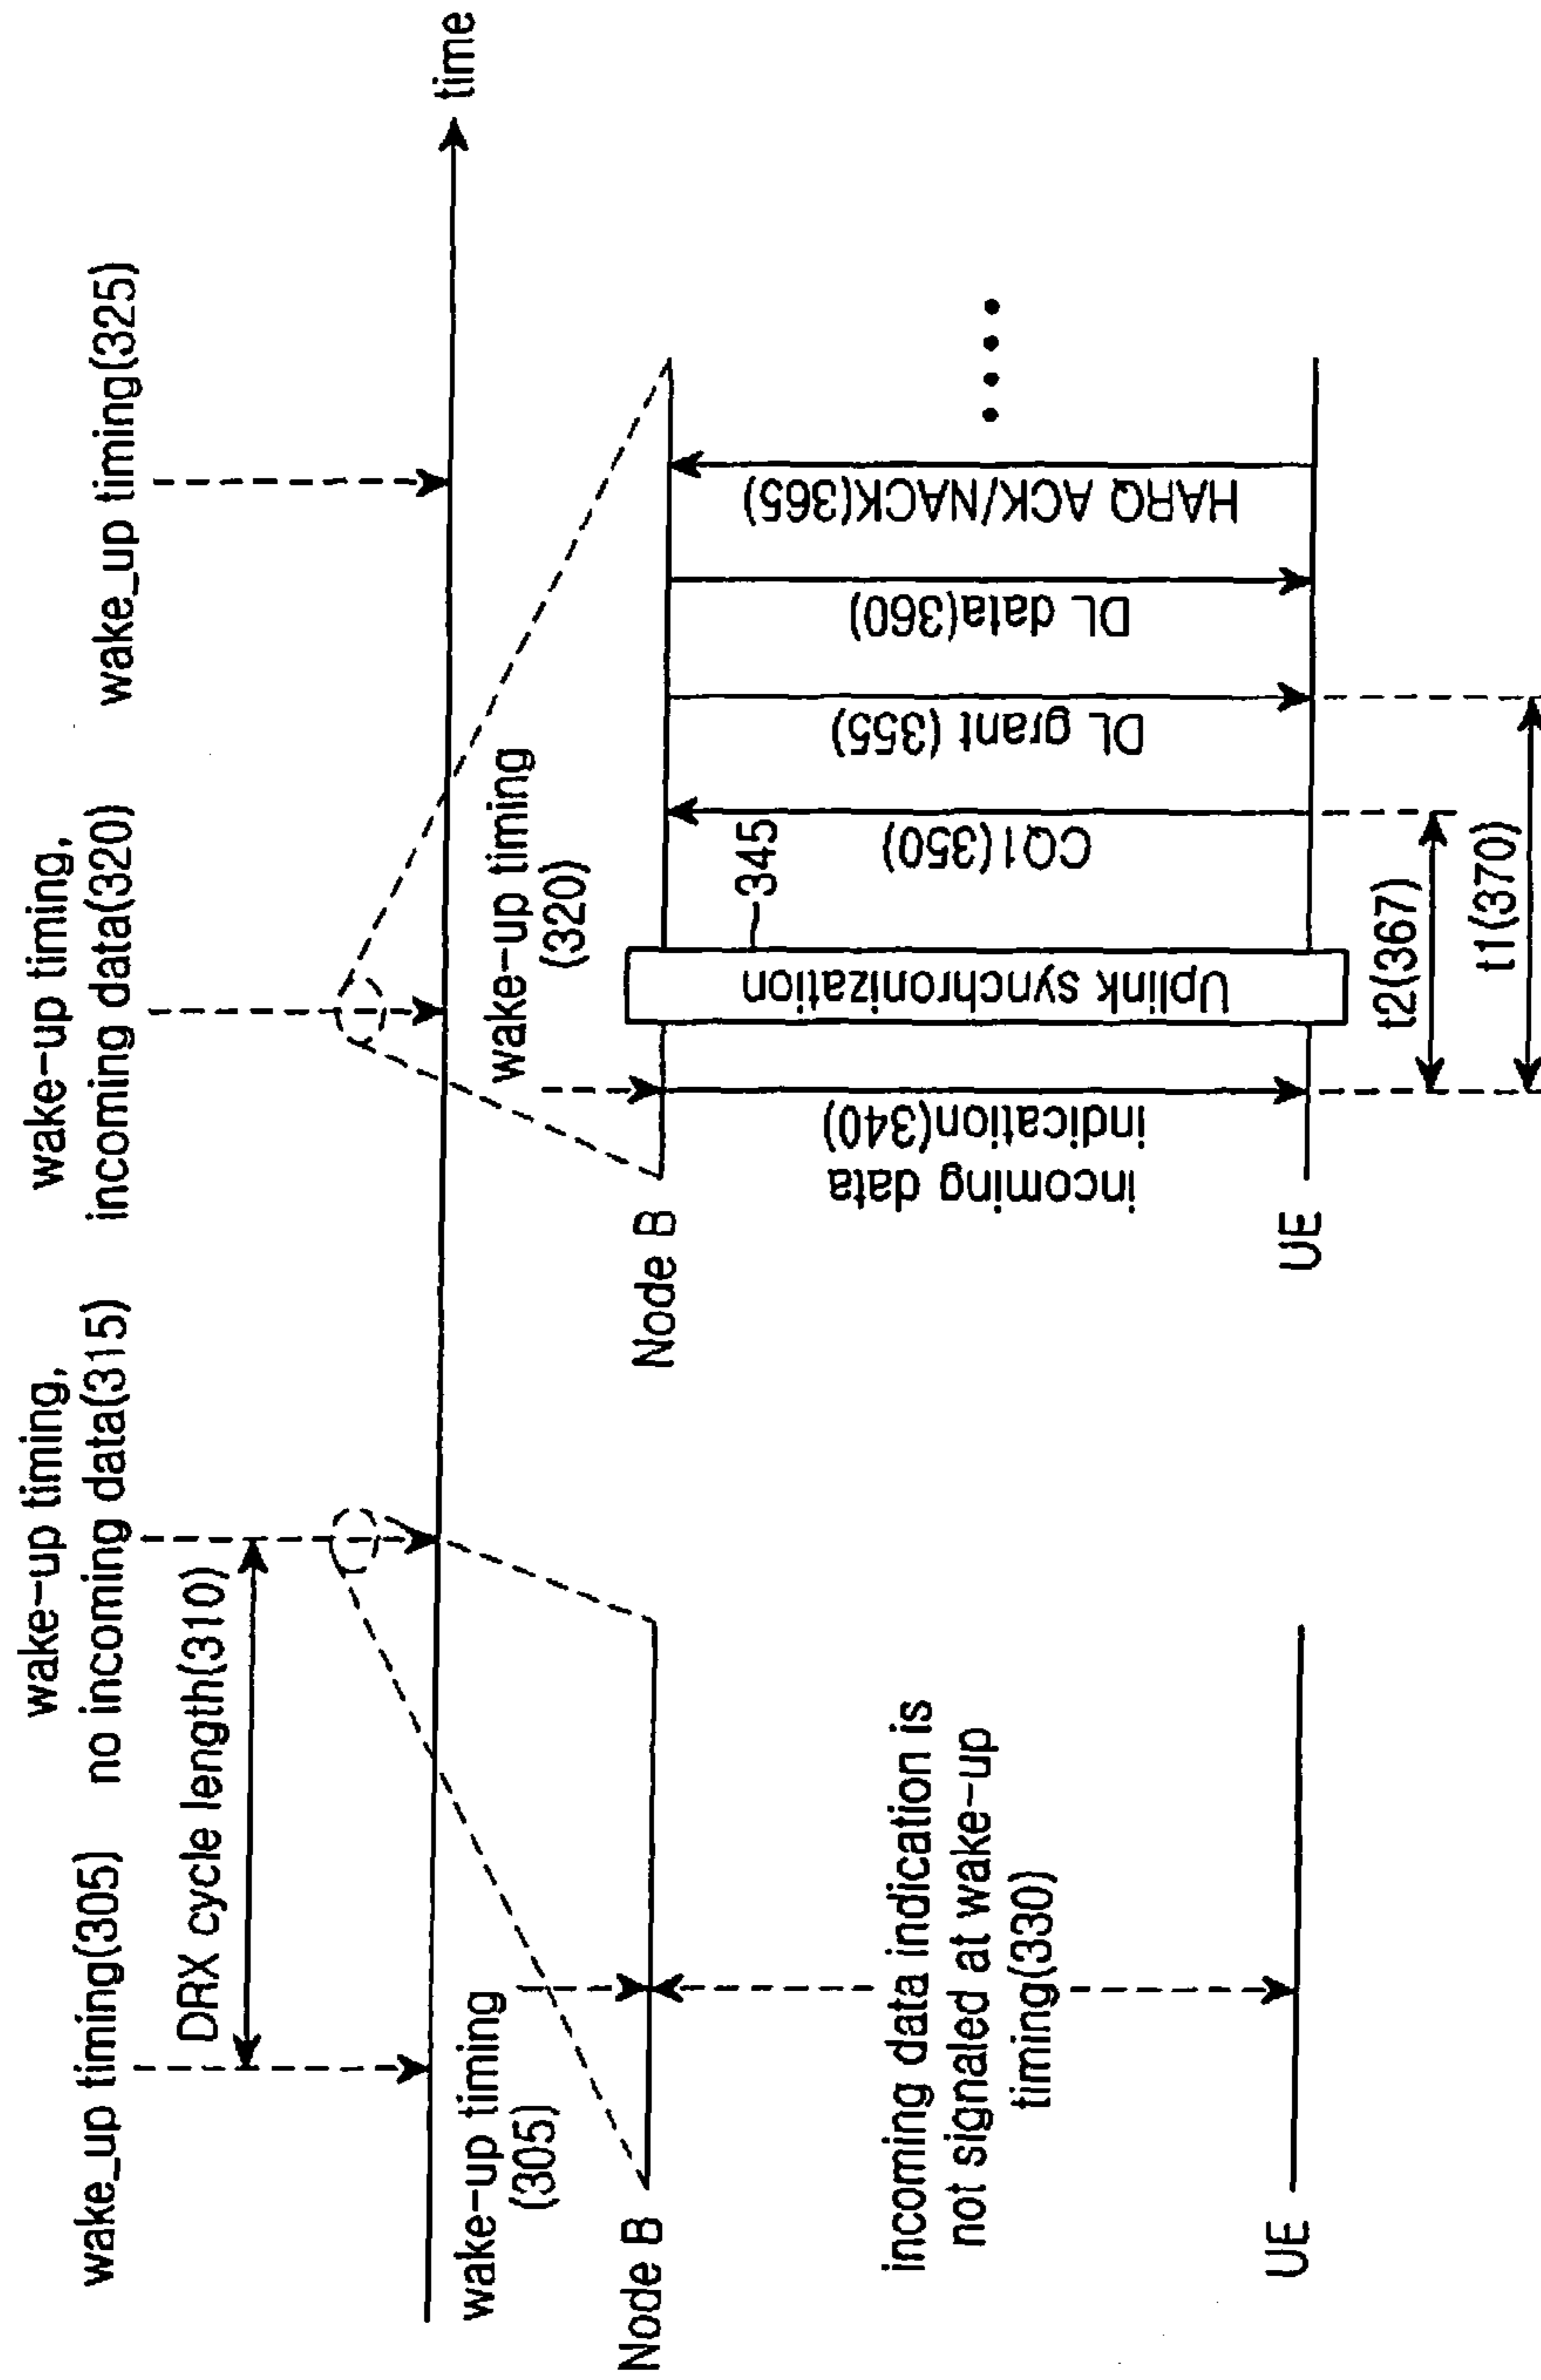 wake_up timing(305)
wake-up timing,
no incoming data(315)
wake-up timing,
incoming data(320)
wake_up timing(325)
DRX cycle length(310)
time
wake-up timing
(305)
wake-up timing
(320)
Node B
incoming data indication is
not signaled at wake-up
timing(330)
UE
Node B
incoming data
indication(340)
Uplink synchronization
345
CQ1(350)
DL grant (355)
DL data(360)
HARQ ACK/NACK(365)
UE
t2(367)
t1(370)